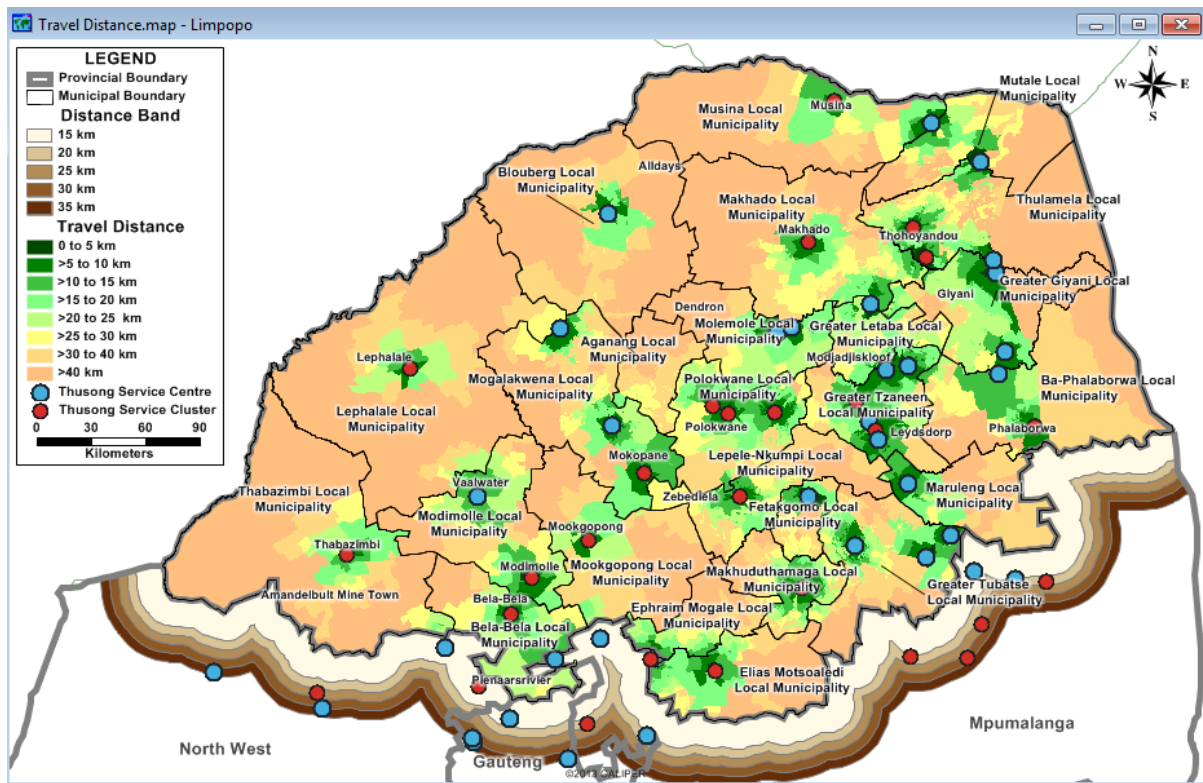 Travel Distance.map - Limpopo
LEGEND
Provincial Boundary
Municipal Boundary
Distance Band
15 km
20 km
25 km
30 km
35 km
Travel Distance
0 to 5 km
>5 to 10 km
>10 to 15 km
>15 to 20 km
>20 to 25 km
>25 to 30 km
>30 to 40 km
>40 km
Thusong Service Centre
Thusong Service Cluster
0 30 60 90
Kilometers
N
W E
S
Mutale Local
Municipality
Musina
Musina Local
Municipality
Alldays
Blouberg Local
Municipality
Makhado Local
Municipality
Makhado
Thulamela Local
Municipality
Thohoyandou
Greater Giyani Local
Municipality
Giyani
Dendron
Molemole Local
Municipality
Greater Letaba Local
Municipality
Modjadjiskloof
Aganang Local
Municipality
Lephalale
Mogalakwena Local
Municipality
Polokwane Local
Municipality
Polokwane
Ba-Phalaborwa Local
Municipality
Greater Tzaneen
Local Municipality
Lephalale Local
Municipality
Leydsdorp
Phalaborwa
Mokopane
Lepele-Nkumpi Local
Municipality
Vaalwater
Zebediela
Maruleng Local
Municipality
Thabazimbi Local
Municipality
Modimolle Local
Municipality
Fetakgomo Local
Municipality
Mookgopong
Thabazimbi
Modimolle
Mookgopong Local
Municipality
Makhuduthamaga Local
Municipality
Greater Tubatse
Local Municipality
Amandelbult Mine Town
Bela-Bela
Bela-Bela Local
Municipality
Ephraim Mogale Local
Municipality
Pienaarsrivier
Elias Motsoaledi
Local Municipality
Mpumalanga
North West
Gauteng
©2013 CALIPER